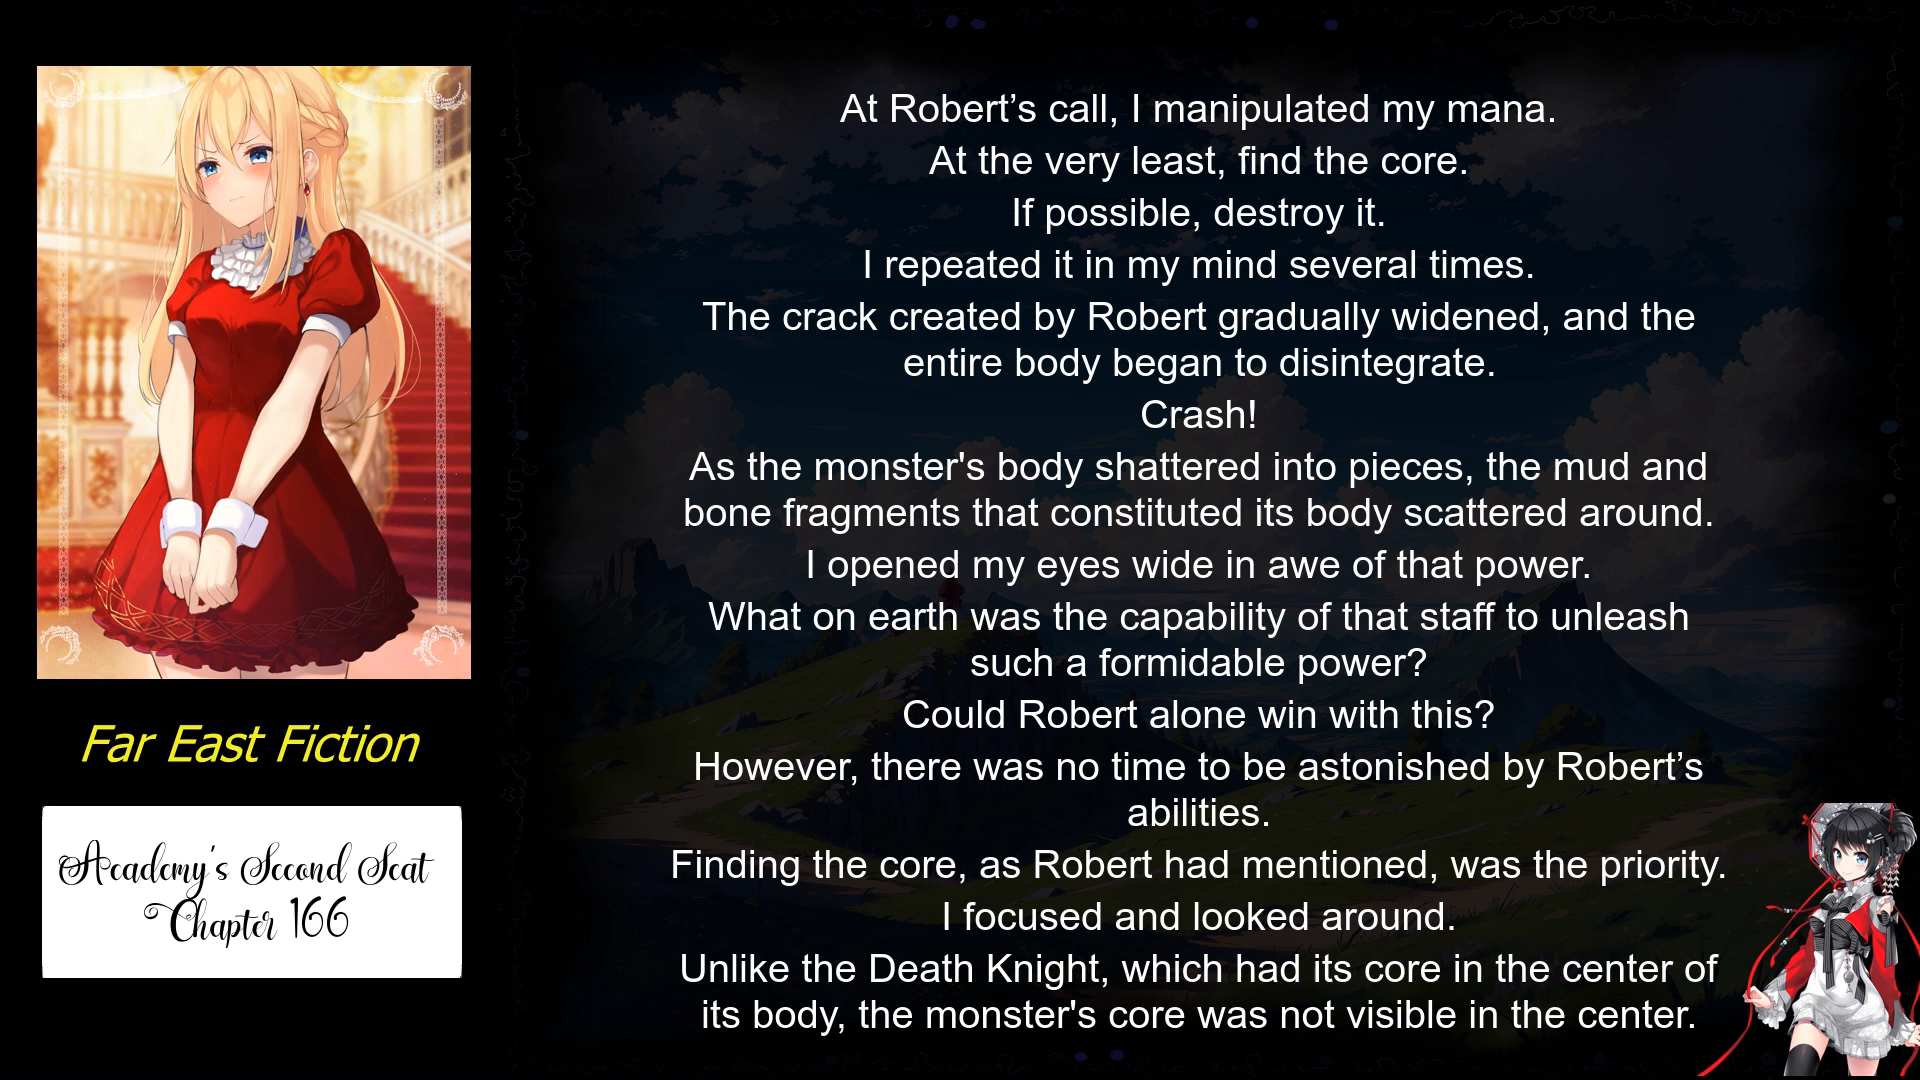 At Robert’s call, I manipulated my mana.
At the very least, find the core.
If possible, destroy it.
I repeated it in my mind several times.
The crack created by Robert gradually widened, and the
entire body began to disintegrate.
Crash!
As the monster's body shattered into pieces, the mud and
bone fragments that constituted its body scattered around.
I opened my eyes wide in awe of that power.
What on earth was the capability of that staff to unleash
such a formidable power?
Could Robert alone win with this?
However, there was no time to be astonished by Robert’s
abilities.
Finding the core, as Robert had mentioned, was the priority.
I focused and looked around.
Unlike the Death Knight, which had its core in the center of
its body, the monster's core was not visible in the center.
Far East Fiction
Academy's Second Seat
Chapter 166